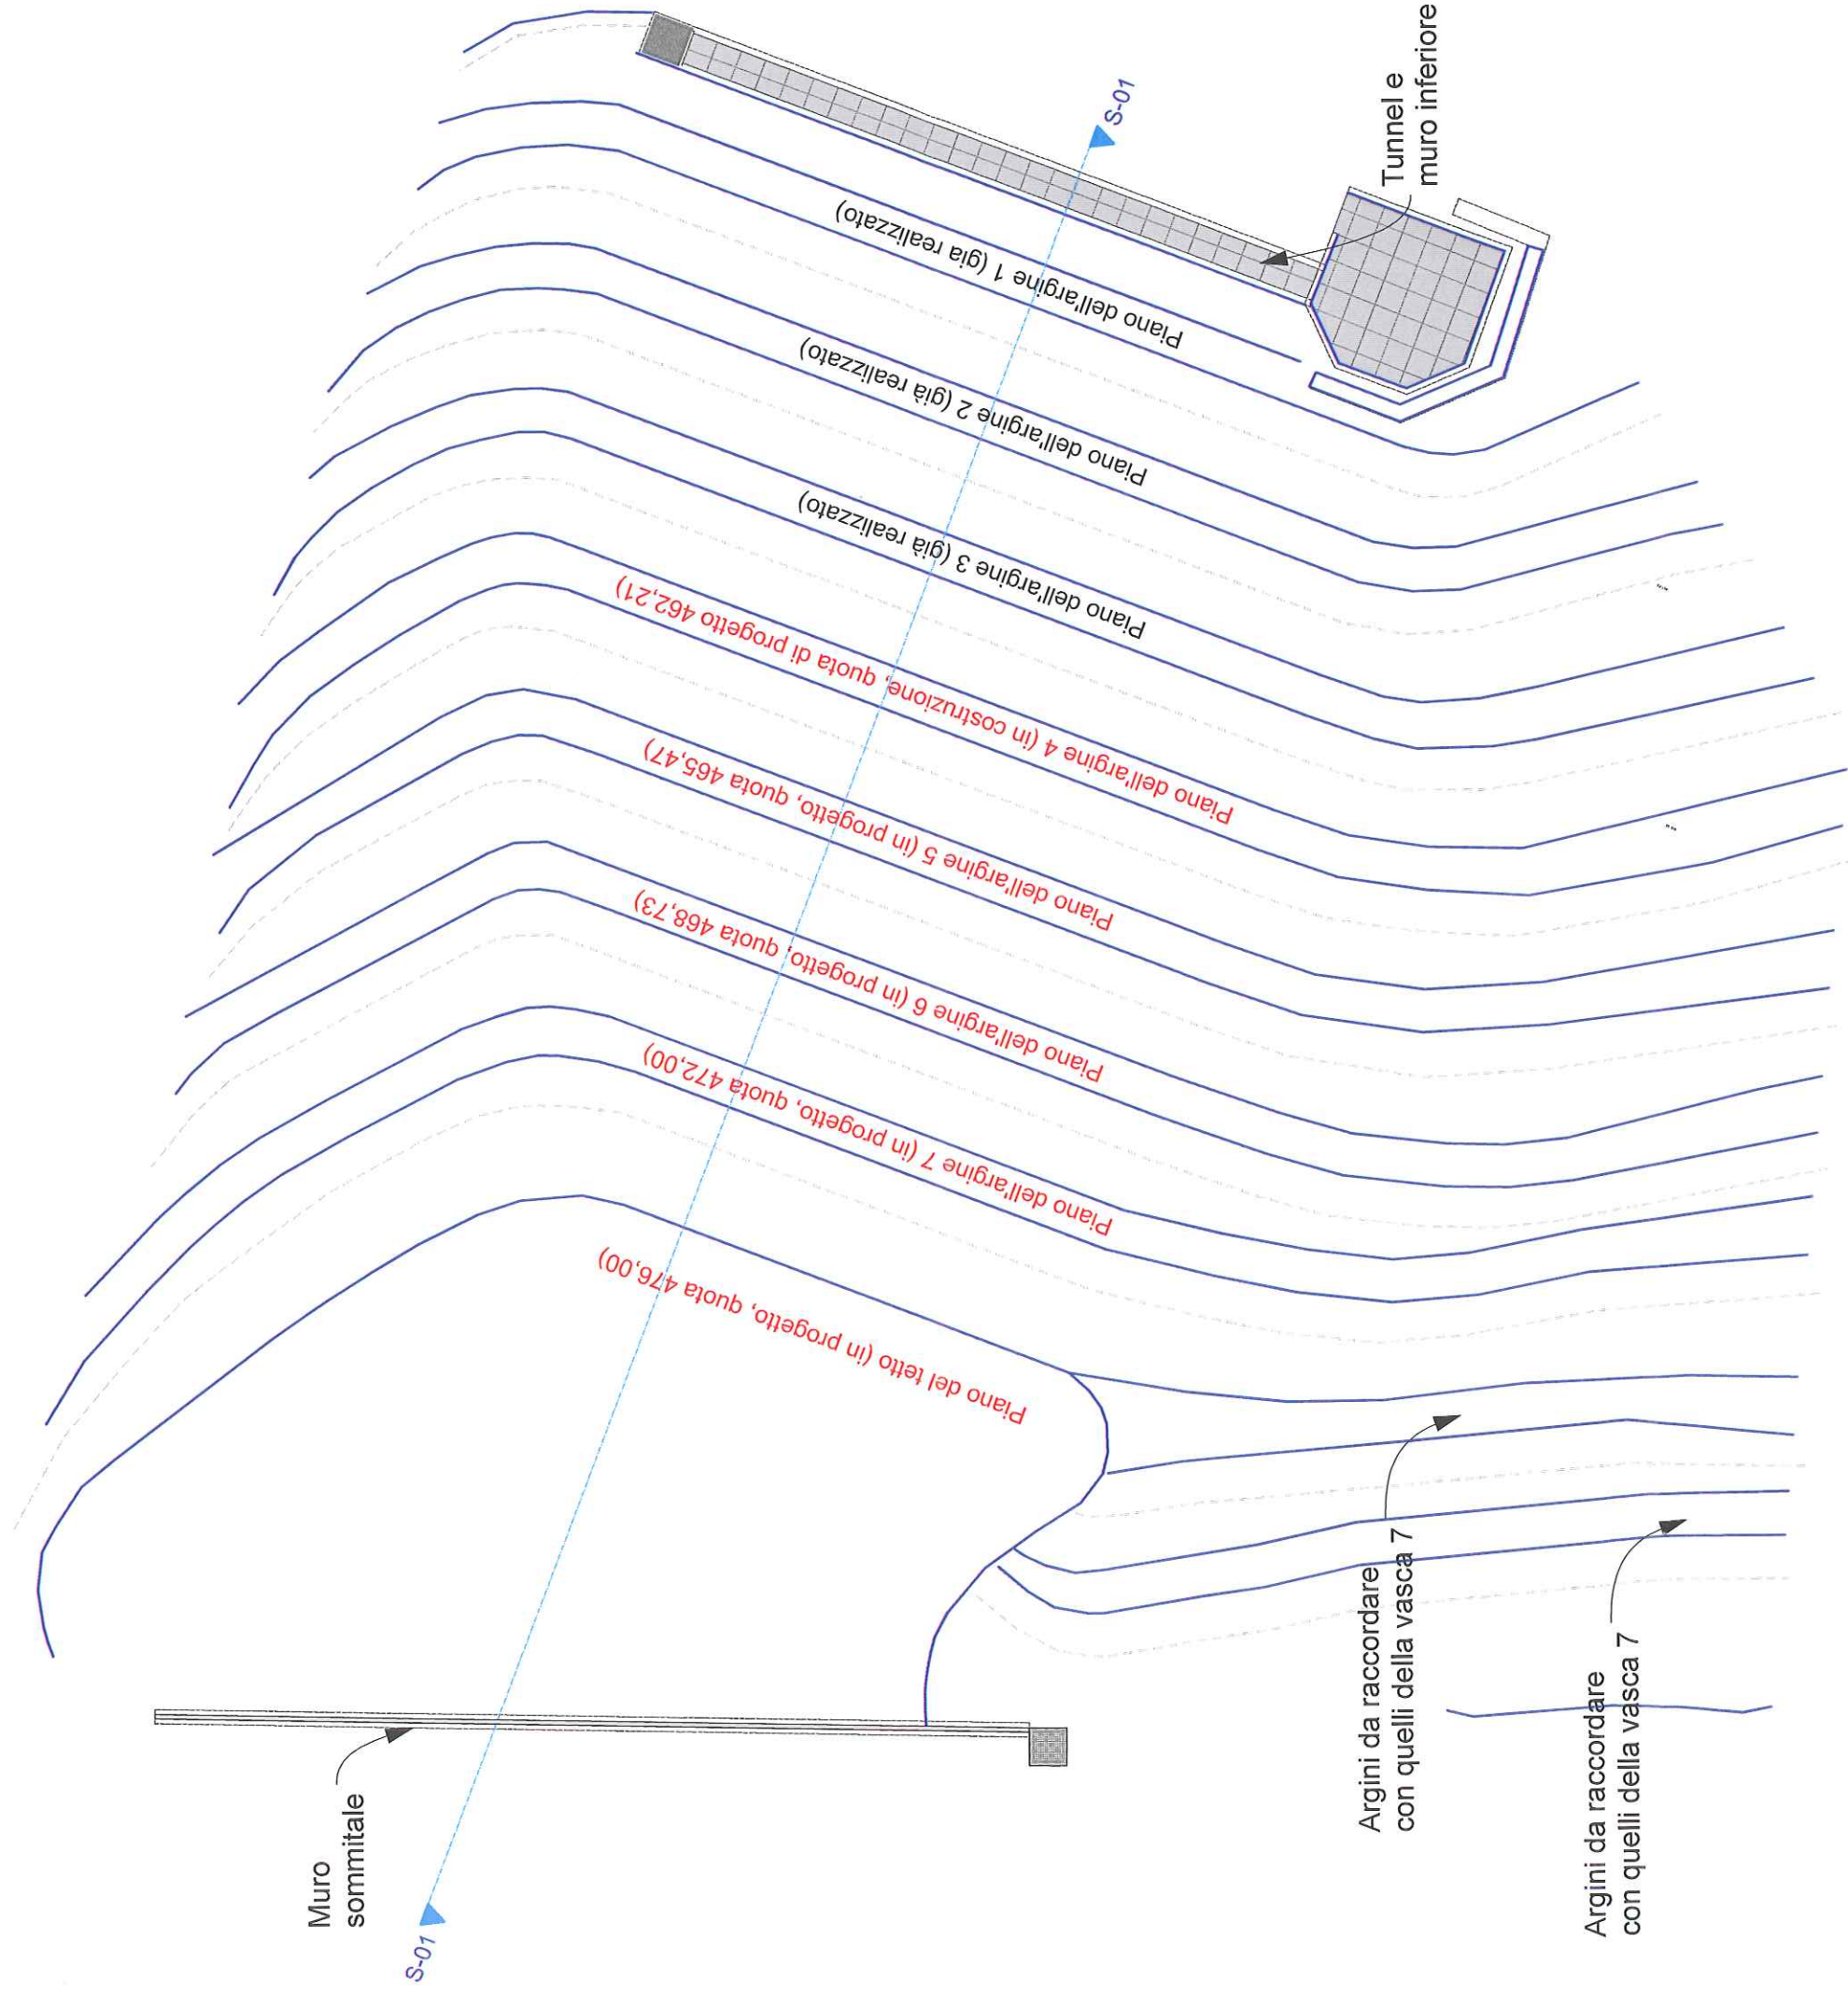 S-01
Tunnel e
muro inferiore
Piano dell'argine 1 (già realizzato)
Piano dell'argine 2 (già realizzato)
Piano dell'argine 3 (già realizzato)
Piano dell'argine 4 (in costruzione, quota di progetto 462,21)
Piano dell'argine 5 (in progetto, quota 465,47)
Piano dell'argine 6 (in progetto, quota 468,73)
Piano dell'argine 7 (in progetto, quota 472,00)
Piano del tetto (in progetto, quota 476,00)
Argini da raccordare
con quelli della vasca 7
Argini da raccordare
con quelli della vasca 7
Muro
sommitale
S-01